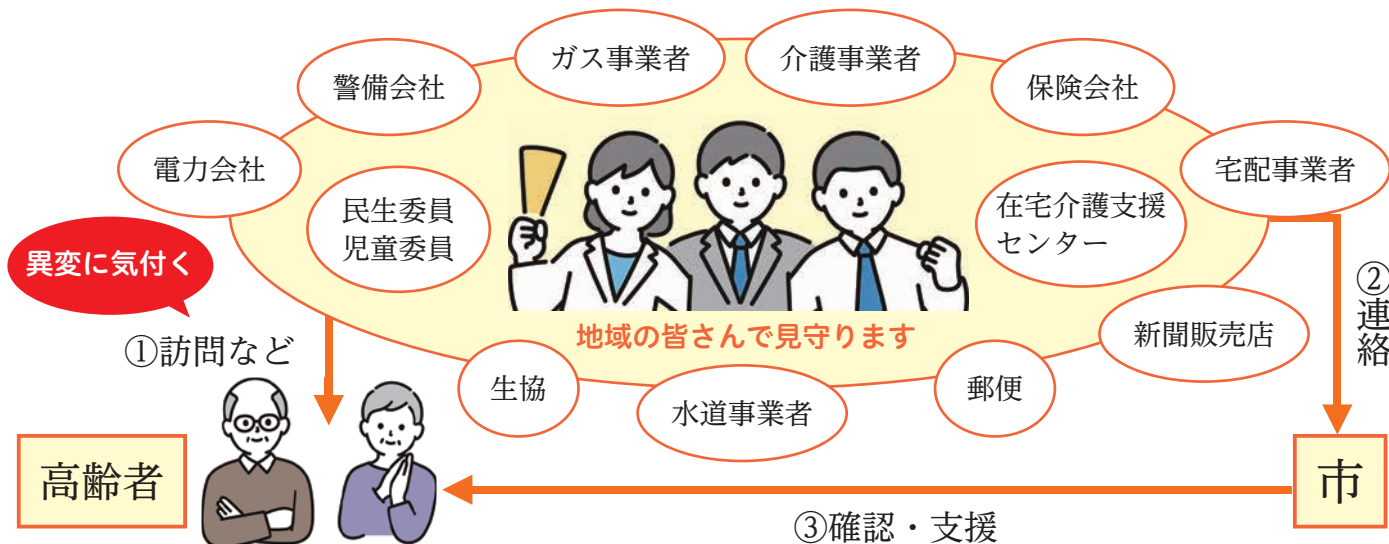 ガス事業者
介護事業者
警備会社
保険会社
電力会社
宅配事業者
民生委員
児童委員
在宅介護支援
センター
異変に気付く
地域の皆さんで見守ります
新聞販売店
①訪問など
②連絡
生協
水道事業者
郵便
高齢者
市
③確認・支援